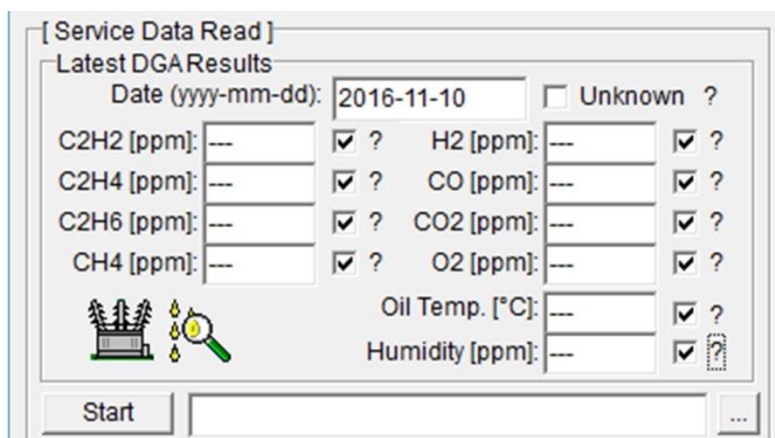 [ Service Data Read ]
Latest DGA Results
Date (yyyy-mm-dd): 2016-11-10 Unknown ?
C2H2 [ppm]: --- ? H2 [ppm]: --- ?
C2H4 [ppm]: --- ? CO [ppm]: --- ?
C2H6 [ppm]: --- ? CO2 [ppm]: --- ?
CH4 [ppm]: --- ? O2 [ppm]: --- ?
Oil Temp. [°C]: --- ?
Humidity [ppm]: --- ?
Start ...